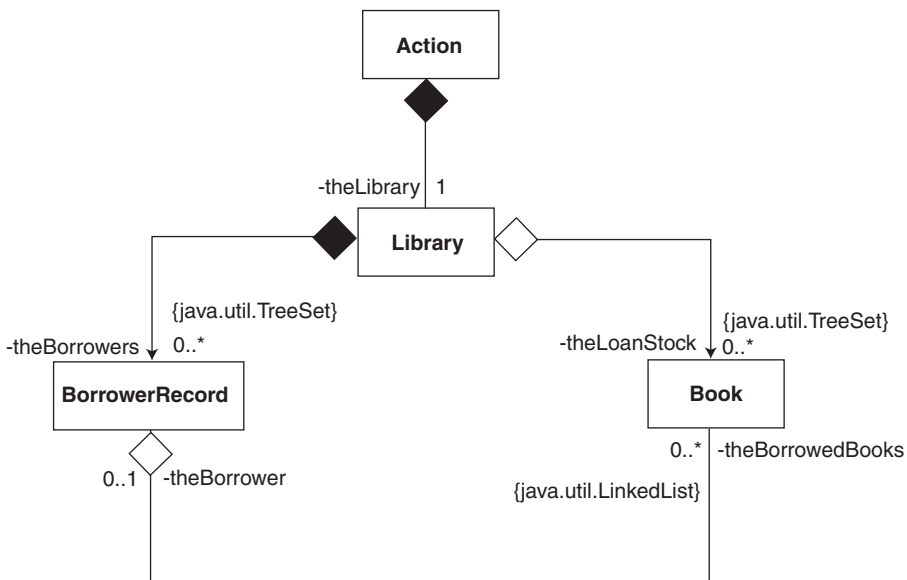 Action
-theLibrary 1
Library
{java.util.TreeSet}
-theBorrowers 0..*
BorrowerRecord
{java.util.TreeSet}
-theLoanStock 0..*
Book
0..1 -theBorrower
0..* -theBorrowedBooks
{java.util.LinkedList}